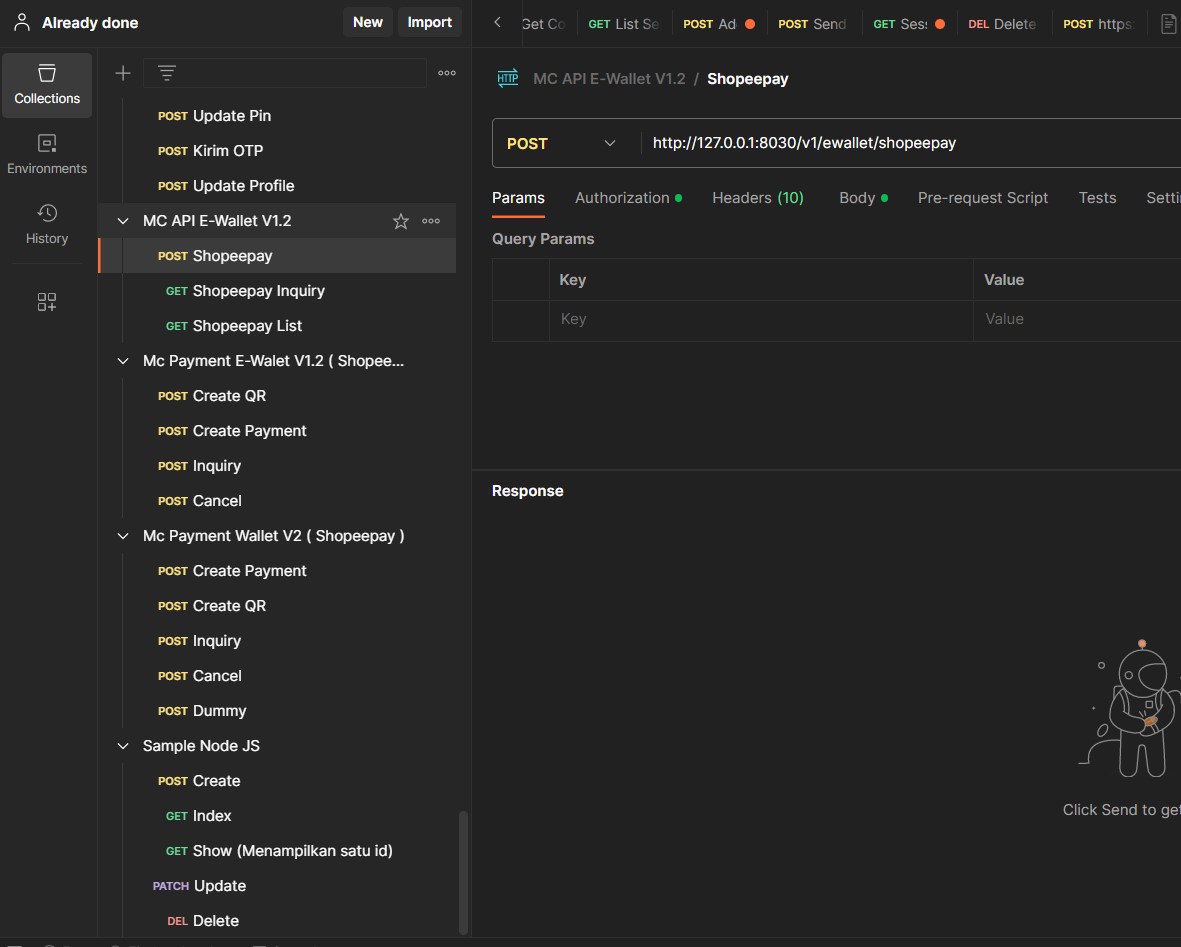 Already done
New
Import
Get Co
GET List Se
POST Ad
POST Send
GET Sess
DEL Delete
POST https:
Collections
Environments
History
POST Update Pin
POST Kirim OTP
POST Update Profile
MC API E-Wallet V1.2
POST Shopeepay
GET Shopeepay Inquiry
GET Shopeepay List
Mc Payment E-Walet V1.2 ( Shopee...
POST Create QR
POST Create Payment
POST Inquiry
POST Cancel
Mc Payment Wallet V2 ( Shopeepay )
POST Create Payment
POST Create QR
POST Inquiry
POST Cancel
POST Dummy
Sample Node JS
POST Create
GET Index
GET Show (Menampilkan satu id)
PATCH Update
DEL Delete
HTTP MC API E-Wallet V1.2 / Shopeepay
POST http://127.0.0.1:8030/v1/ewallet/shopeepay
Params Authorization Headers (10) Body Pre-request Script Tests Setti
Query Params
Key Value
Key Value
Response
Click Send to get